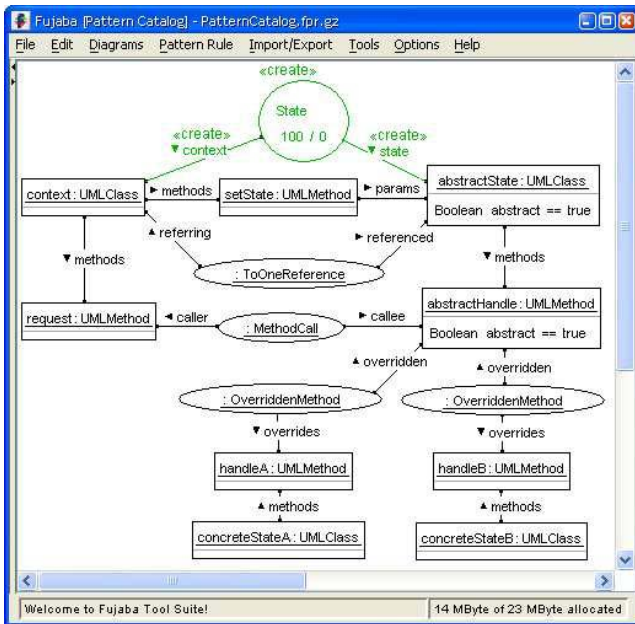 Fujaba [Pattern Catalog] - PatternCatalog.fpr.gz
File Edit Diagrams Pattern Rule Import/Export Tools Options Help
«create»
State
100 / 0
«create»
▼ context
«create»
▼ state
context : UMLClass
► methods
setState : UMLMethod
► params
abstractState : UMLClass
Boolean abstract == true
▲ referring
► referenced
: ToOneReference
▼ methods
▼ methods
request : UMLMethod
◄ caller
: MethodCall
► callee
abstractHandle : UMLMethod
Boolean abstract == true
▲ overridden
▲ overridden
: OverriddenMethod
: OverriddenMethod
▼ overrides
▼ overrides
handleA : UMLMethod
handleB : UMLMethod
▲ methods
▲ methods
concreteStateA : UMLClass
concreteStateB : UMLClass
Welcome to Fujaba Tool Suite!
14 MByte of 23 MByte allocated